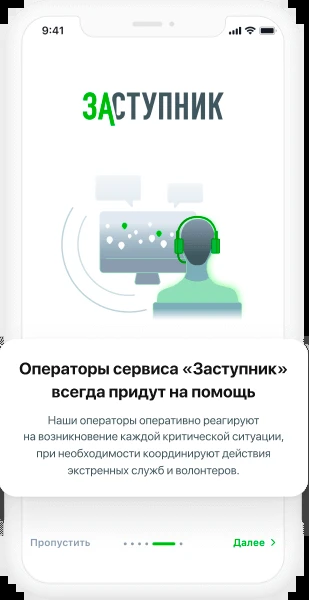 9:41
ЗАСТУПНИК
Операторы сервиса «Заступник»
всегда придут на помощь
Наши операторы оперативно реагируют
на возникновение каждой критической ситуации,
при необходимости координируют действия
экстренных служб и волонтеров.
Пропустить
Далее